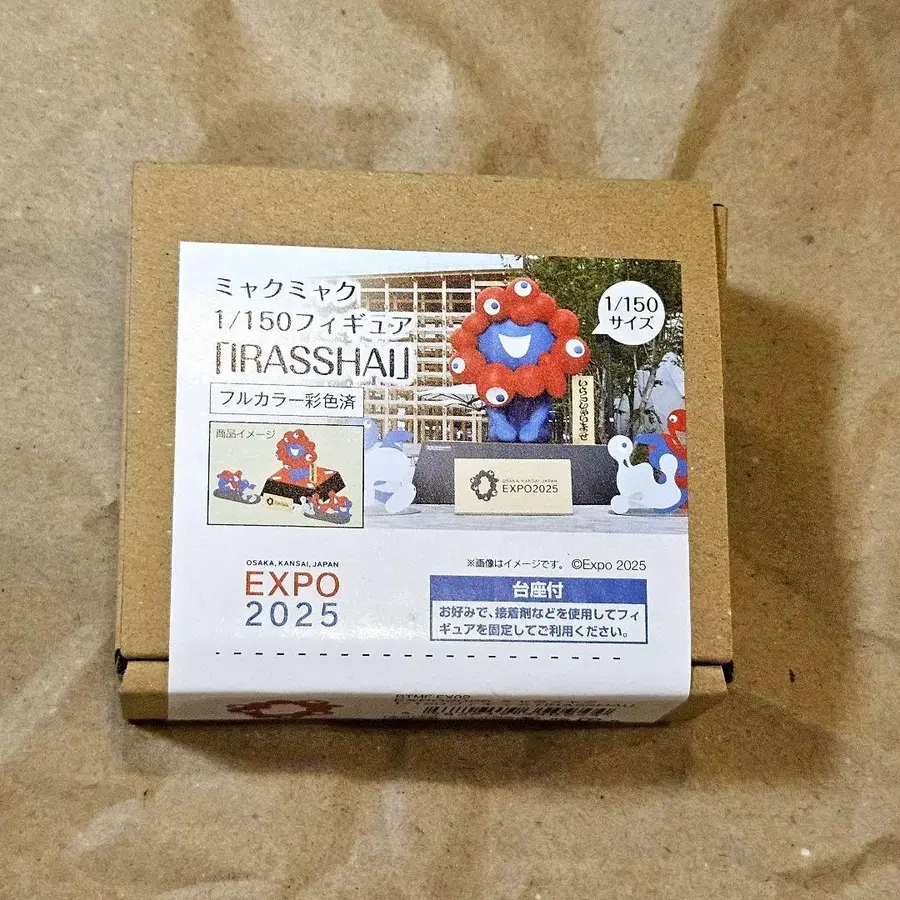 ミャクミャク
1/150フィギュア
「IRASSHAI」
フルカラー彩色済
商品イメージ
1/150
サイズ
いらっしゃいませ
OSAKA, KANSAI, JAPAN
EXPO2025
※画像はイメージです。 ©Expo 2025
OSAKA, KANSAI, JAPAN
EXPO
2025
台座付
お好みで、接着剤などを使用してフィ
ギュアを固定してご利用ください。